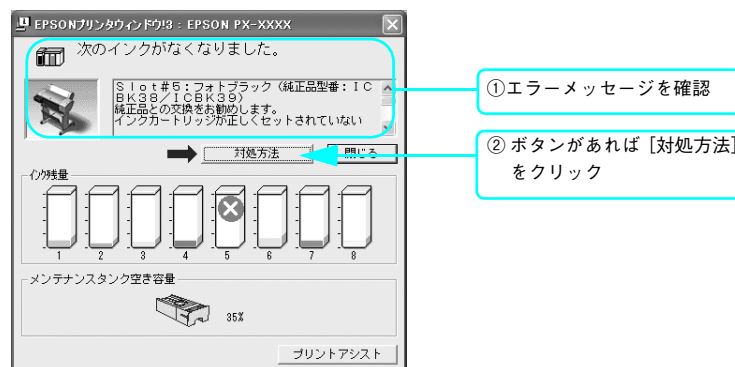 EPSONプリンタウィンドウ!3 : EPSON PX-XXXX
次のインクがなくなりました。
Slot#5:フォトブラック(純正品型番:IC
BK38/ICBK39)
純正品との交換をお勧めします。
インクカートリッジが正しくセットされていない
対処方法
閉じる
インク残量
1 2 3 4 5 6 7 8
メンテナンスタンク空き容量
35%
プリントアシスト
①エラーメッセージを確認
② ボタンがあれば [対処方法]
をクリック